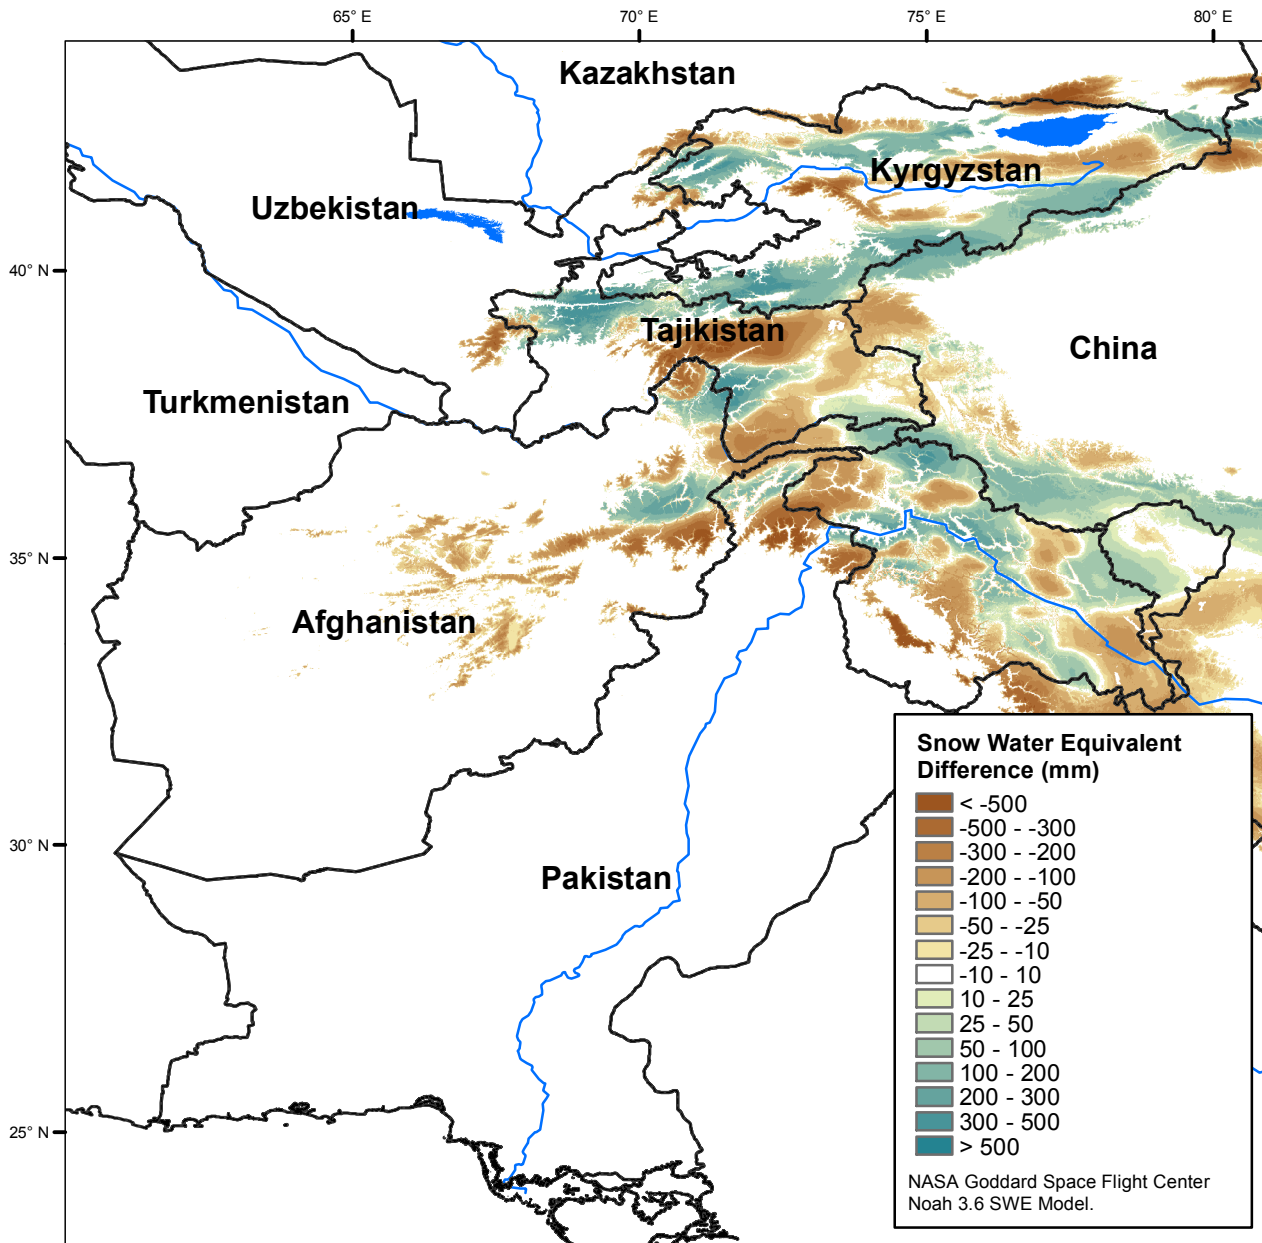 65° E
70° E
75° E
80° E
Kazakhstan
Kyrgyzstan
Uzbekistan
40° N
Tajikistan
China
Turkmenistan
35° N
Afghanistan
30° N
Pakistan
25° N
Snow Water Equivalent
Difference (mm)
< -500
-500 - -300
-300 - -200
-200 - -100
-100 - -50
-50 - -25
-25 - -10
-10 - 10
10 - 25
25 - 50
50 - 100
100 - 200
200 - 300
300 - 500
> 500
NASA Goddard Space Flight Center
Noah 3.6 SWE Model.